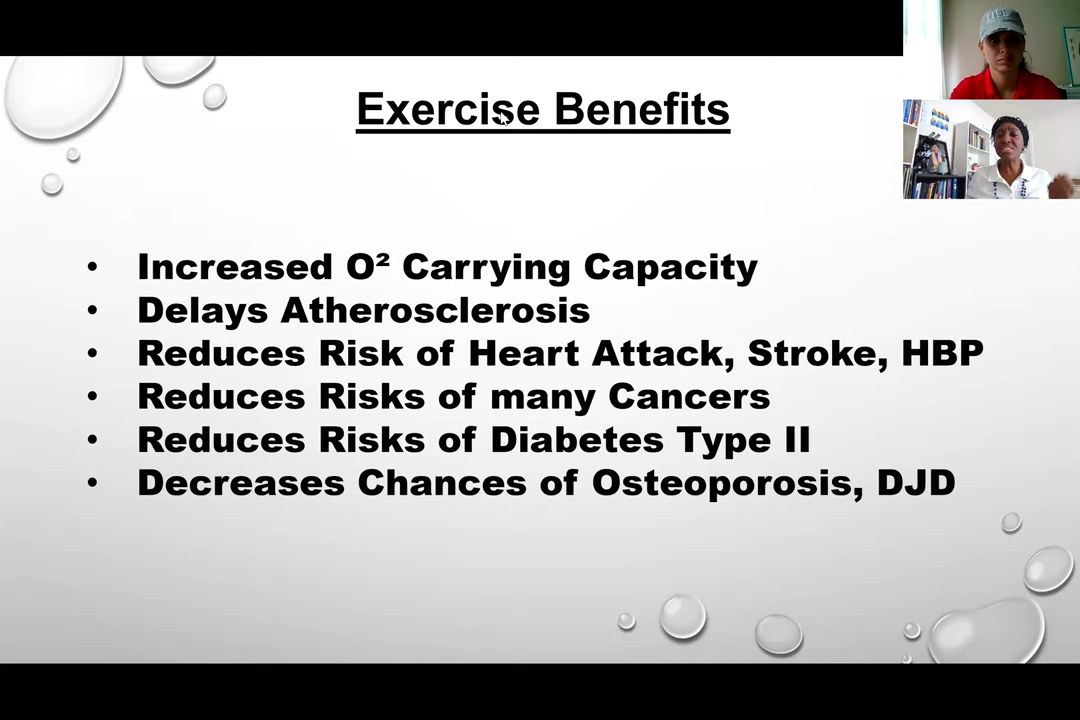 Exercise Benefits
• Increased O² Carrying Capacity
• Delays Atherosclerosis
• Reduces Risk of Heart Attack, Stroke, HBP
• Reduces Risks of many Cancers
• Reduces Risks of Diabetes Type II
• Decreases Chances of Osteoporosis, DJD